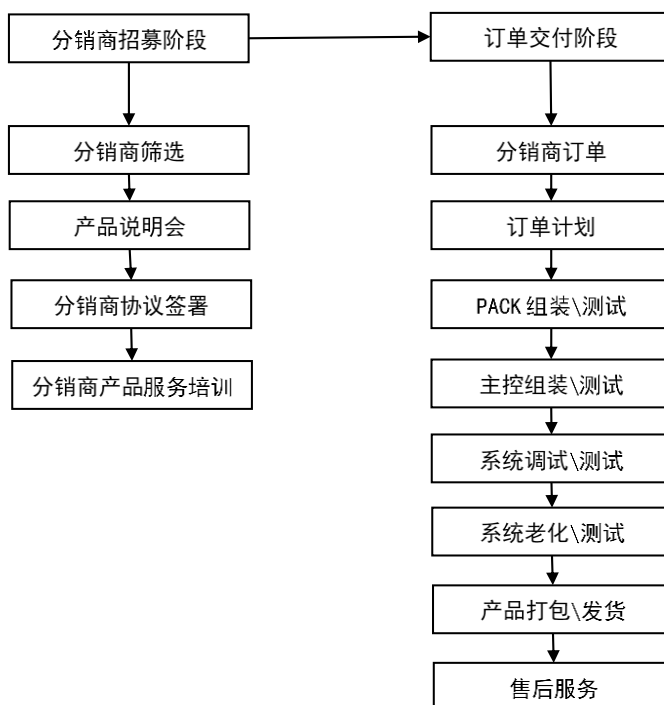 分销商招募阶段
订单交付阶段
分销商筛选
产品说明会
分销商协议签署
分销商产品服务培训
分销商订单
订单计划
PACK 组装\测试
主控组装\测试
系统调试\测试
系统老化\测试
产品打包\发货
售后服务